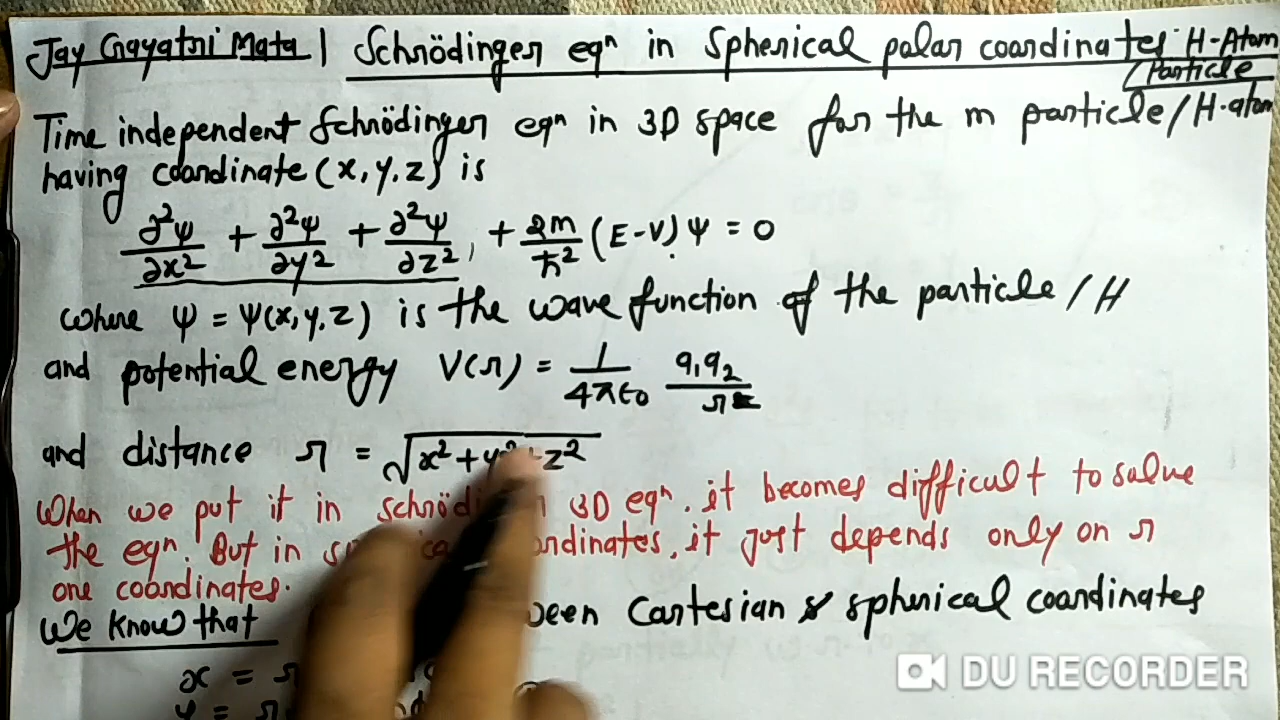 Jay Gayatri Mata | Schrödinger eqⁿ in Spherical polar coordinates H-Atom
/Particle
Time independent Schrödinger eqⁿ in 3D space for the m particle/H-atom
having coordinate (x, y, z) is
∂²ψ/∂x² + ∂²ψ/∂y² + ∂²ψ/∂z² + 2m/ħ² (E-V) ψ = 0
where ψ = ψ(x, y, z) is the wave function of the particle / H
and potential energy V(r) = 1/4πε₀ q₁q₂/r
and distance r = √x² + y² + z²
When we put it in 3D eqⁿ. it becomes difficult to solve
the eqⁿ. But in coordinates, it just depends only on r
one coordinates.
We know that Cartesian & spherical coordinates
x = r
y = r
DU RECORDER